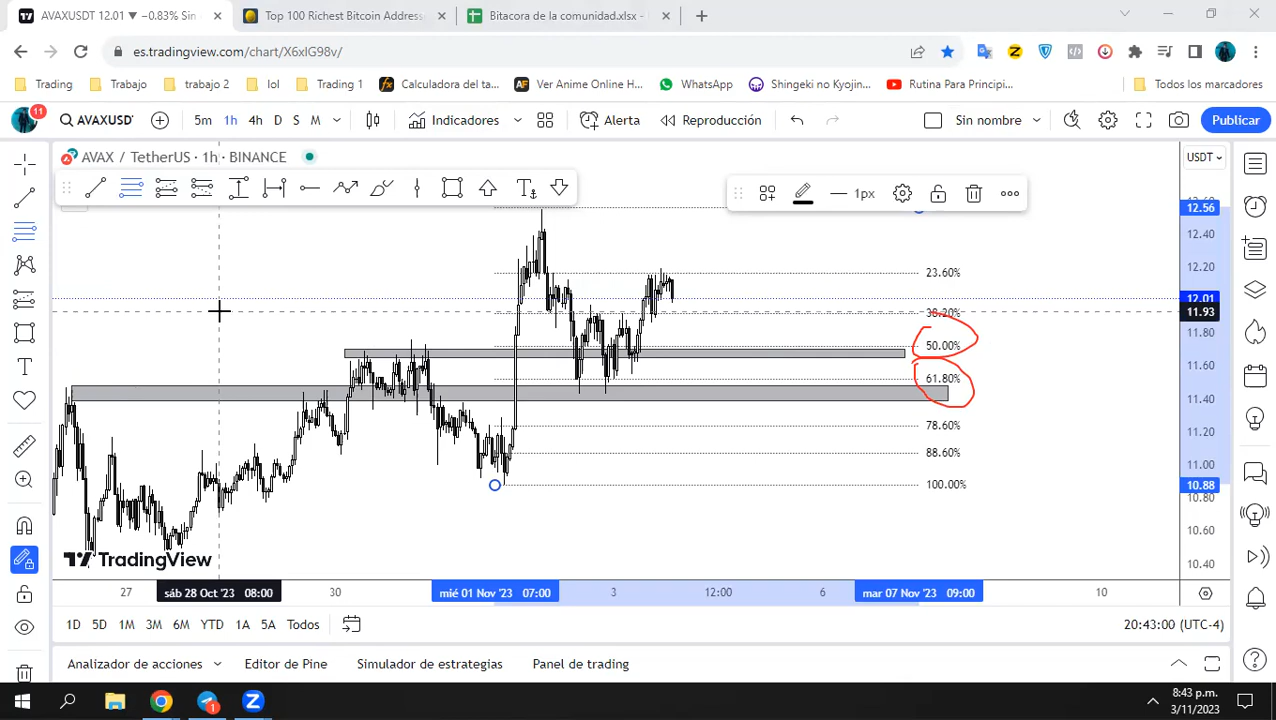 AVAXUSDT 12.01 ▼ −0.83% Sin
Top 100 Richest Bitcoin Address
Bitacora de la comunidad.xlsx -
es.tradingview.com/chart/X6xIG98v/
Trading
Trabajo
trabajo 2
lol
Trading 1
Calculadora del ta...
Ver Anime Online H...
WhatsApp
Shingeki no Kyojin...
Rutina Para Principi...
Todos los marcadores
11
AVAXUSDT
5m
1h
4h
D
S
M
Indicadores
Alerta
Reproducción
Sin nombre
Publicar
AVAX / TetherUS · 1h · BINANCE
USDT
1px
12.56
12.40
12.20
12.01
11.93
11.80
11.60
11.40
11.20
11.00
10.88
10.80
10.60
10.40
23.60%
38.20%
50.00%
61.80%
78.60%
88.60%
100.00%
TradingView
27
sáb 28 Oct '23 08:00
30
mié 01 Nov '23 07:00
3
12:00
6
mar 07 Nov '23 09:00
10
1D
5D
1M
3M
6M
YTD
1A
5A
Todos
20:43:00 (UTC-4)
Analizador de acciones
Editor de Pine
Simulador de estrategias
Panel de trading
8:43 p.m.
3/11/2023